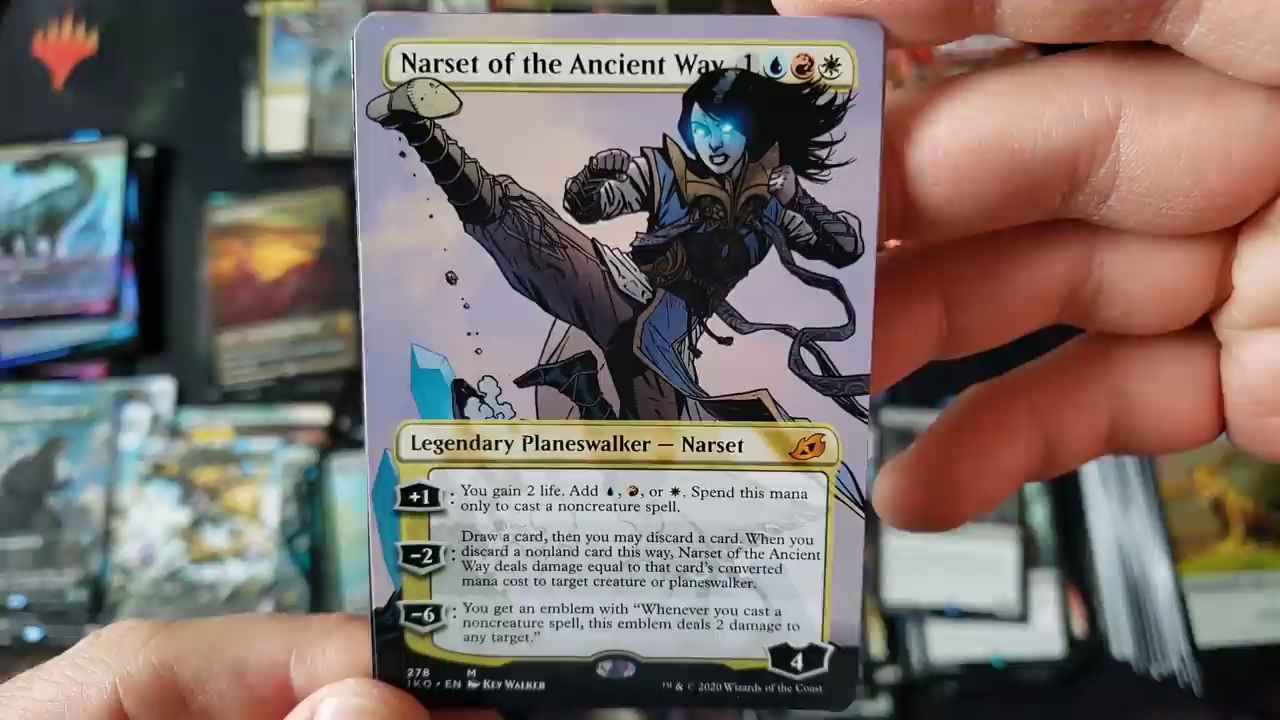 Narset of the Ancient Way 1
Legendary Planeswalker — Narset
+1 : You gain 2 life. Add , , or . Spend this mana
only to cast a noncreature spell.
Draw a card, then you may discard a card. When you
-2 : discard a nonland card this way, Narset of the Ancient
Way deals damage equal to that card's converted
mana cost to target creature or planeswalker.
-6 : You get an emblem with “Whenever you cast a
noncreature spell, this emblem deals 2 damage to
any target.”
4
278 M
IKO • EN Kev Walker
™ & © 2020 Wizards of the Coast